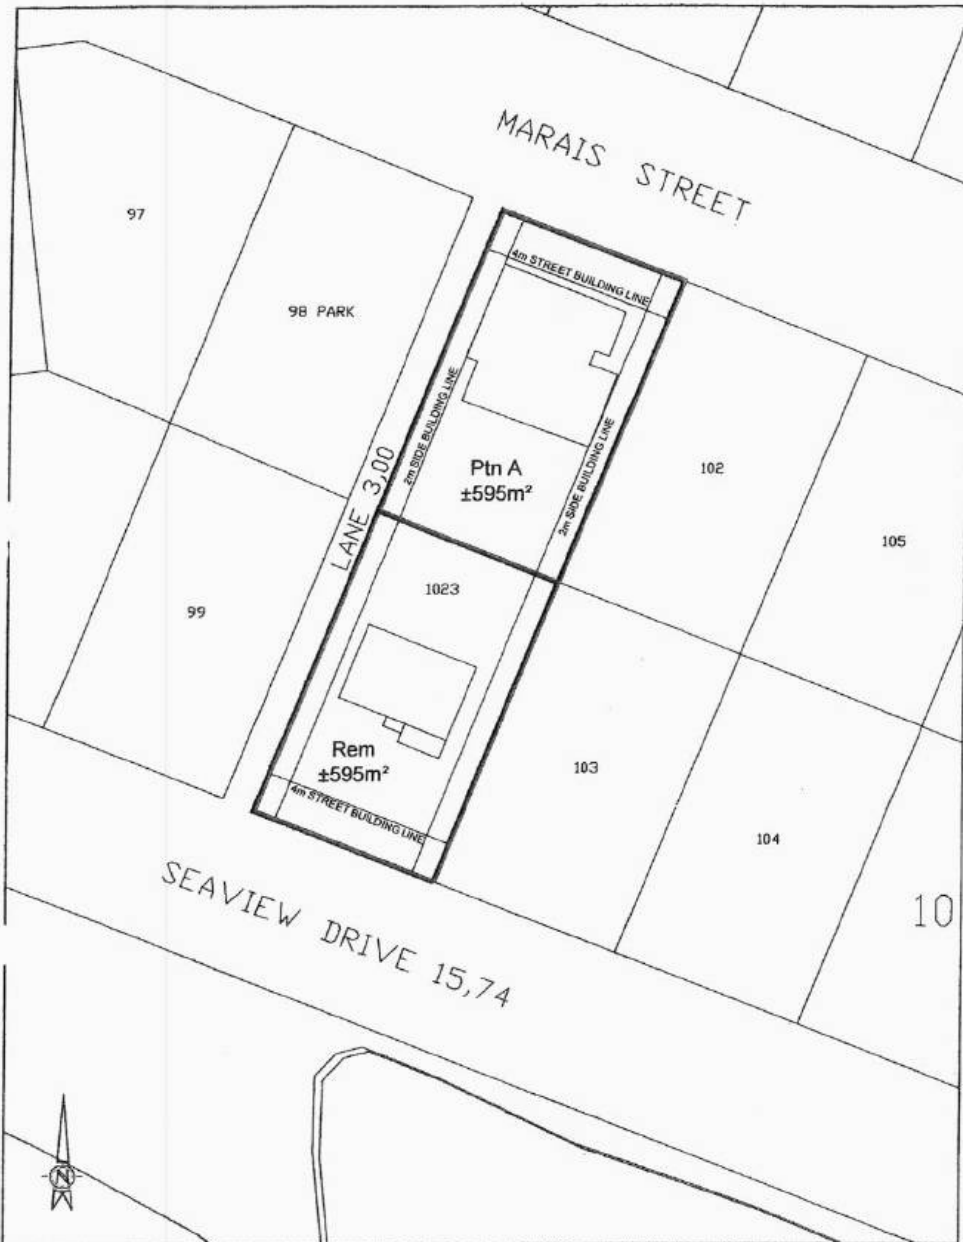 MARAIS STREET
97
98 PARK
4m STREET BUILDING LINE
2m SIDE BUILDING LINE
LANE 3,00
Ptn A
±595m²
2m SIDE BUILDING LINE
102
105
99
1023
Rem
±595m²
4m STREET BUILDING LINE
103
104
10
SEAVIEW DRIVE 15,74
N